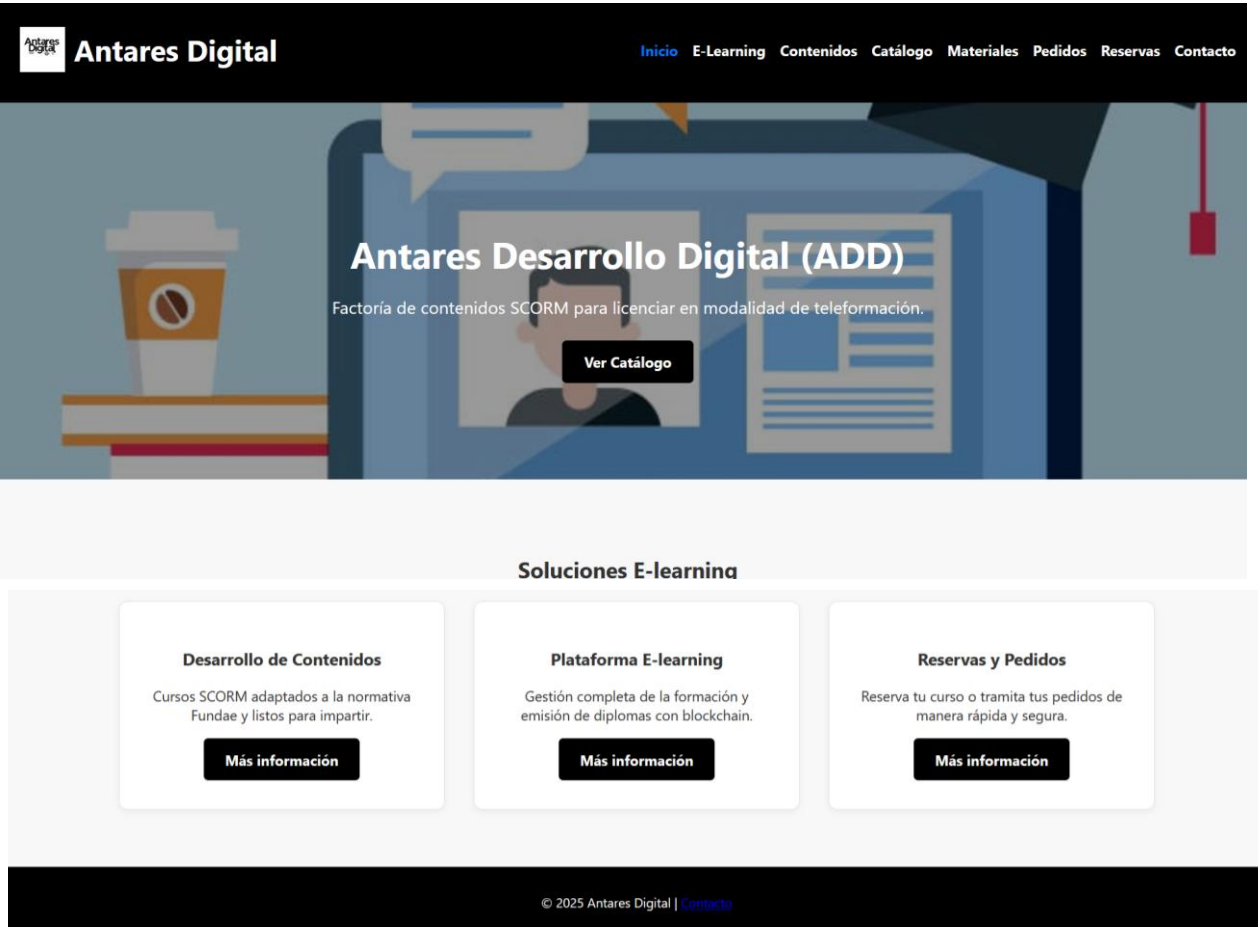 Antares
Digital
Antares Digital
Inicio E-Learning Contenidos Catálogo Materiales Pedidos Reservas Contacto
Antares Desarrollo Digital (ADD)
Factoría de contenidos SCORM para licenciar en modalidad de teleformación.
Ver Catálogo
Soluciones E-learning
Desarrollo de Contenidos
Cursos SCORM adaptados a la normativa
Fundae y listos para impartir.
Más información
Plataforma E-learning
Gestión completa de la formación y
emisión de diplomas con blockchain.
Más información
Reservas y Pedidos
Reserva tu curso o tramita tus pedidos de
manera rápida y segura.
Más información
© 2025 Antares Digital | Contacto